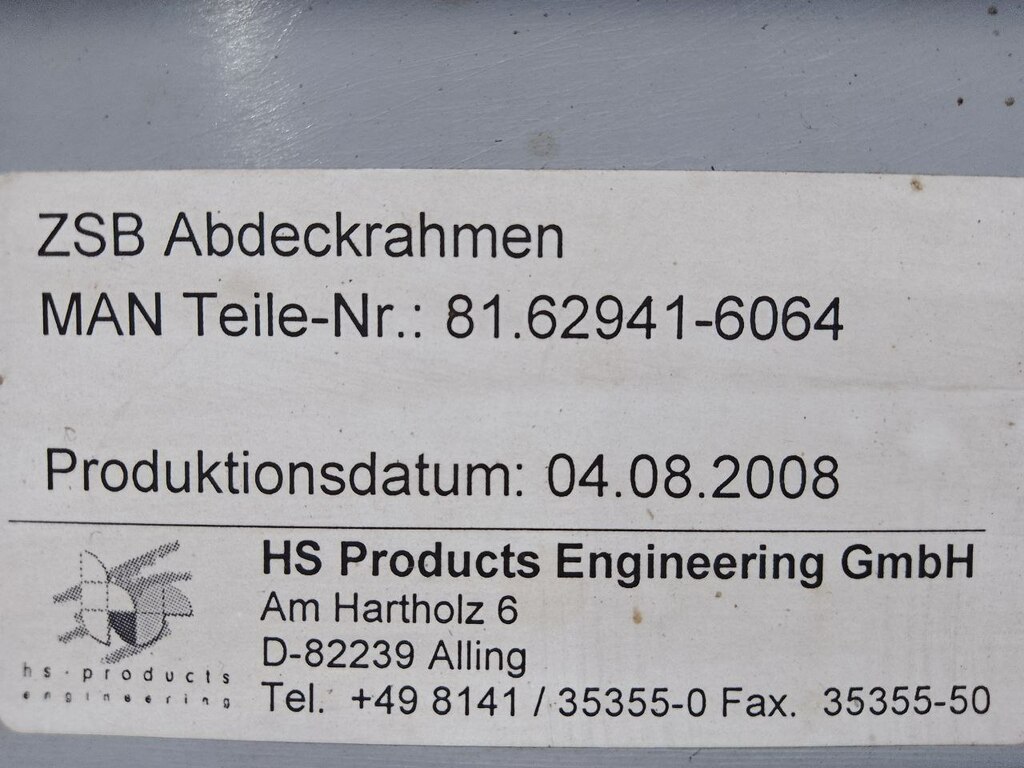 ZSB Abdeckrahmen
MAN Teile-Nr.: 81.62941-6064
Produktionsdatum: 04.08.2008
HS Products Engineering GmbH
Am Hartholz 6
D-82239 Alling
Tel. +49 8141 / 35355-0 Fax. 35355-50
hs-products
engineering